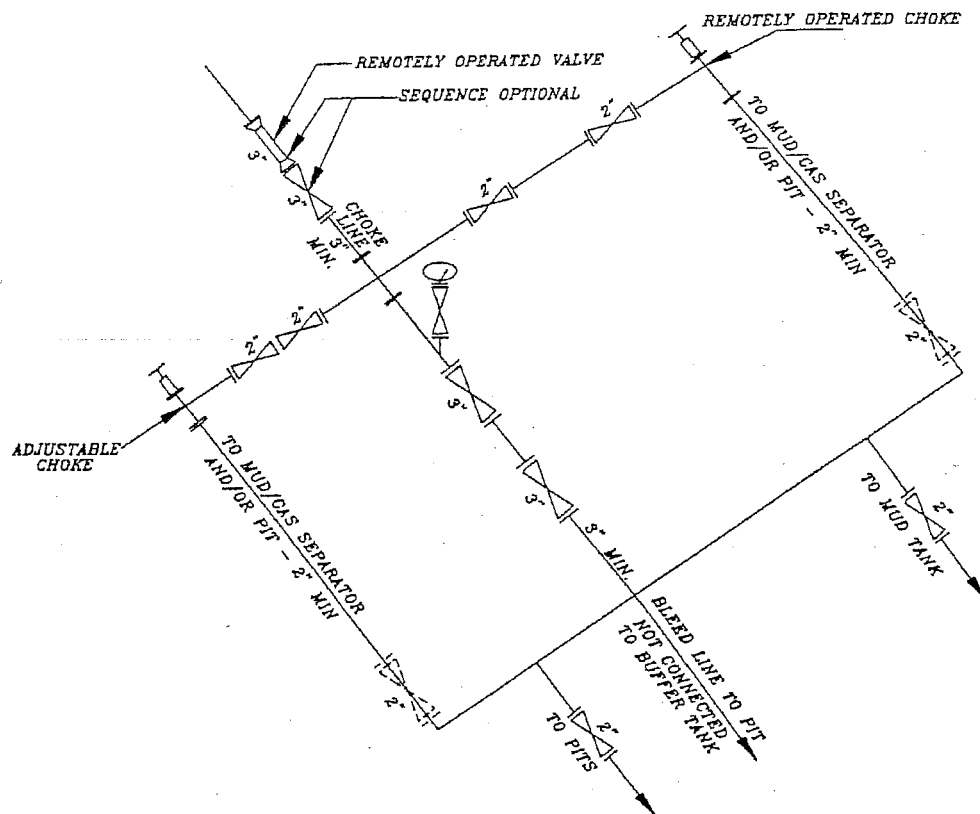 REMOTELY OPERATED CHOKE
REMOTELY OPERATED VALVE
SEQUENCE OPTIONAL
3"
3"
CHOKE
LINE
3"
MIN.
2"
2"
TO MUD/GAS SEPARATOR
AND/OR PIT - 2" MIN
2"
2"
2"
ADJUSTABLE
CHOKE
TO MUD/GAS SEPARATOR
AND/OR PIT - 2" MIN
2"
3"
3"
3" MIN.
2"
TO MUD TANK
BLEED LINE TO PIT
NOT CONNECTED
TO BUFFER TANK
2"
TO PITS